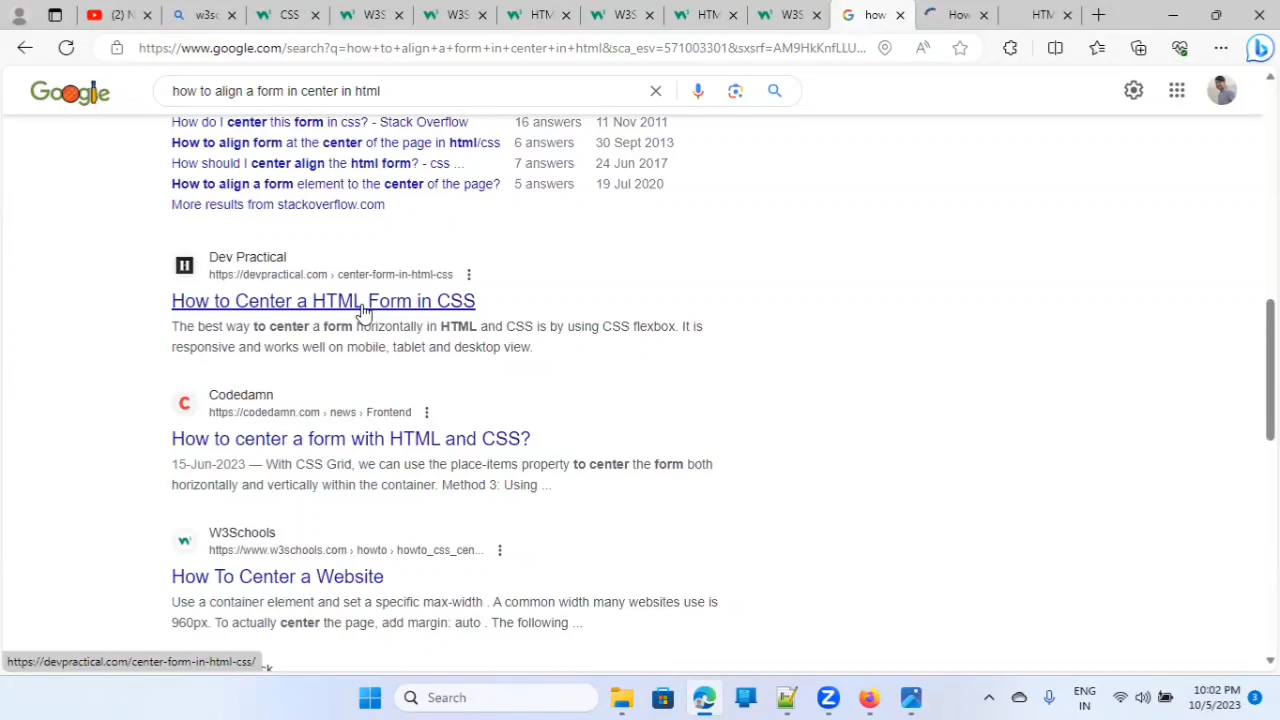 (2) N
w3sc
CSS
W3S
W3S
HTM
W3S
HTM
W3S
how
How
HTM
https://www.google.com/search?q=how+to+align+a+form+in+center+in+html&sca_esv=571003301&sxsrf=AM9HkKnfLLU...
Google
how to align a form in center in html
How do I center this form in css? - Stack Overflow 16 answers 11 Nov 2011
How to align form at the center of the page in html/css 6 answers 30 Sept 2013
How should I center align the html form? - css ... 7 answers 24 Jun 2017
How to align a form element to the center of the page? 5 answers 19 Jul 2020
More results from stackoverflow.com
Dev Practical
https://devpractical.com › center-form-in-html-css
How to Center a HTML Form in CSS
The best way to center a form horizontally in HTML and CSS is by using CSS flexbox. It is
responsive and works well on mobile, tablet and desktop view.
Codedamn
https://codedamn.com › news › Frontend
How to center a form with HTML and CSS?
15-Jun-2023 — With CSS Grid, we can use the place-items property to center the form both
horizontally and vertically within the container. Method 3: Using ...
W3Schools
https://www.w3schools.com › howto › howto_css_cen...
How To Center a Website
Use a container element and set a specific max-width . A common width many websites use is
960px. To actually center the page, add margin: auto . The following ...
https://devpractical.com/center-form-in-html-css/
Search
ENG
IN
10:02 PM
10/5/2023
3